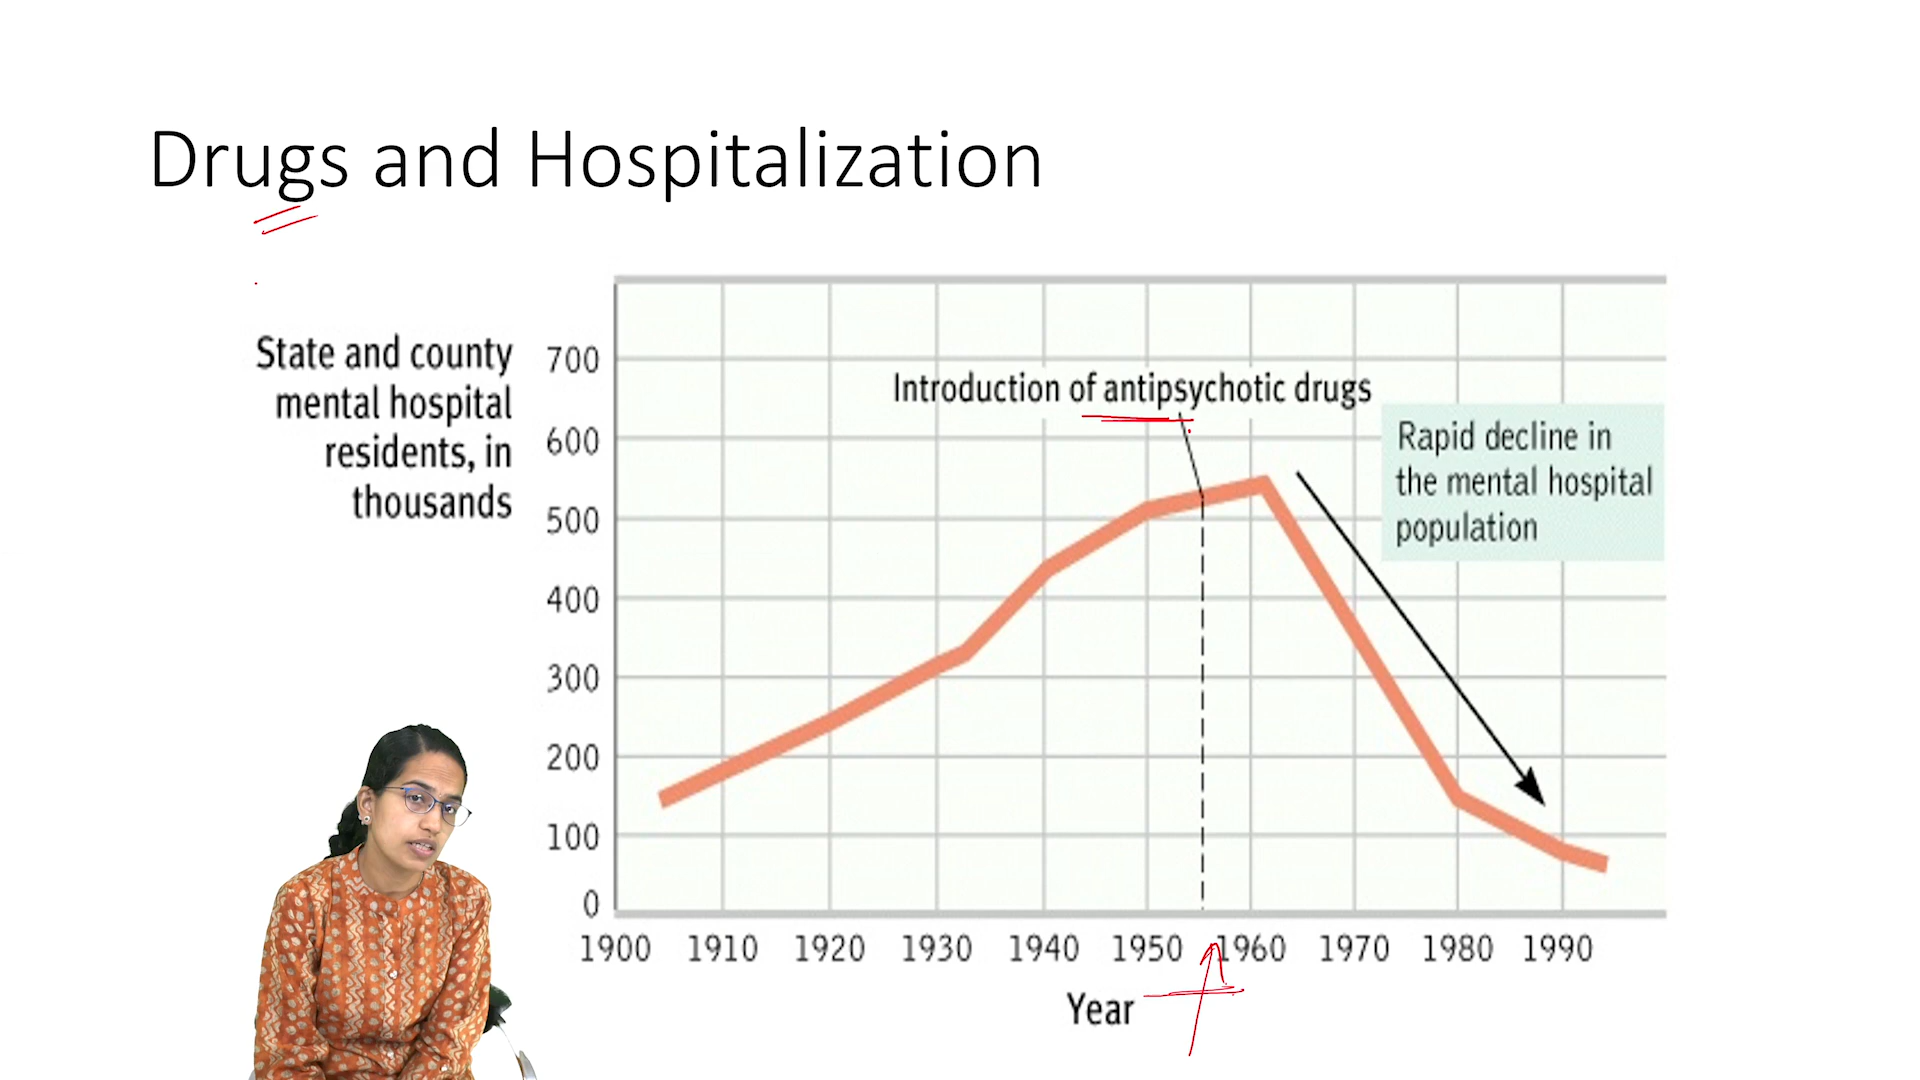 Drugs and Hospitalization
State and county
mental hospital
residents, in
thousands
700
600
500
400
300
200
100
0
Introduction of antipsychotic drugs
Rapid decline in
the mental hospital
population
1900 1910 1920 1930 1940 1950 1960 1970 1980 1990
Year